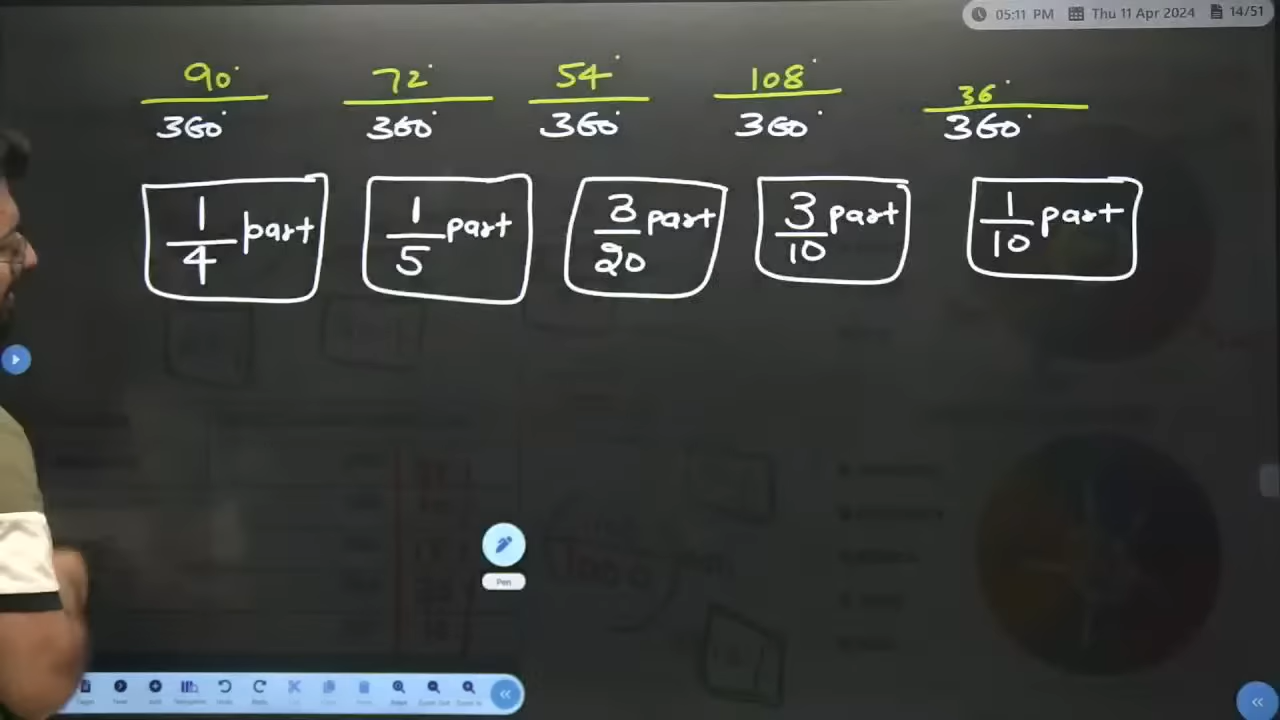 05:11 PM Thu 11 Apr 2024 14/51
90° 72° 54° 108° 36°
360° 360° 360° 360° 360°
1/4 part 1/5 part 3/20 part 3/10 part 1/10 part
Pen